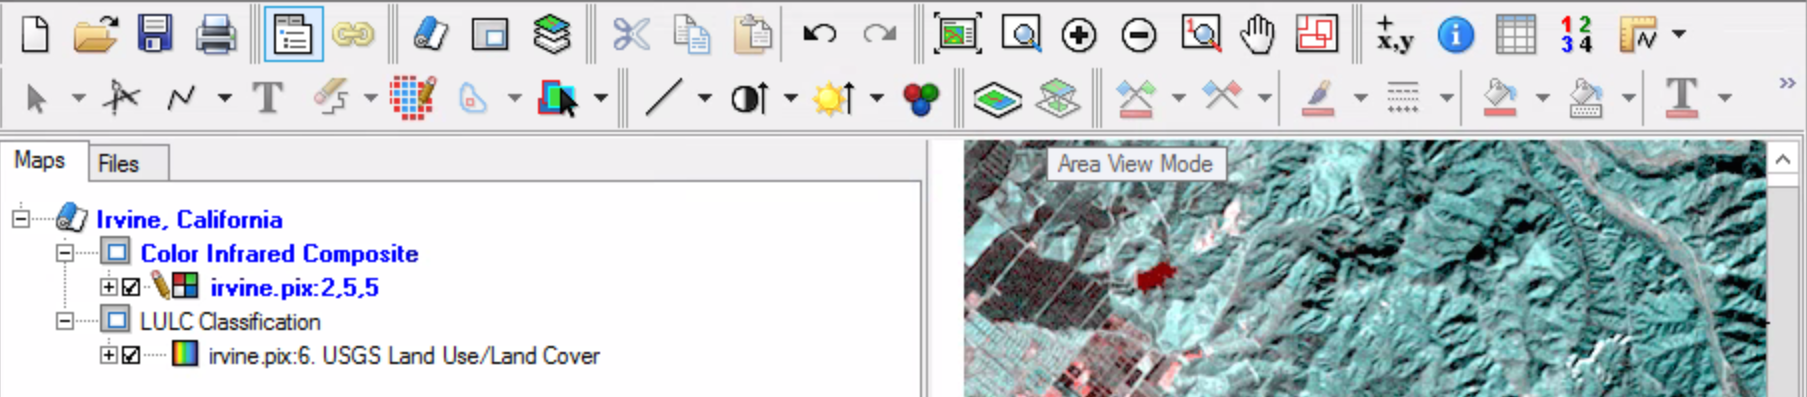 1
+
x,y
i
1 2
3 4
T
T
»
Maps
Files
Area View Mode
Irvine, California
Color Infrared Composite
irvine.pix:2,5,5
LULC Classification
irvine.pix:6. USGS Land Use/Land Cover